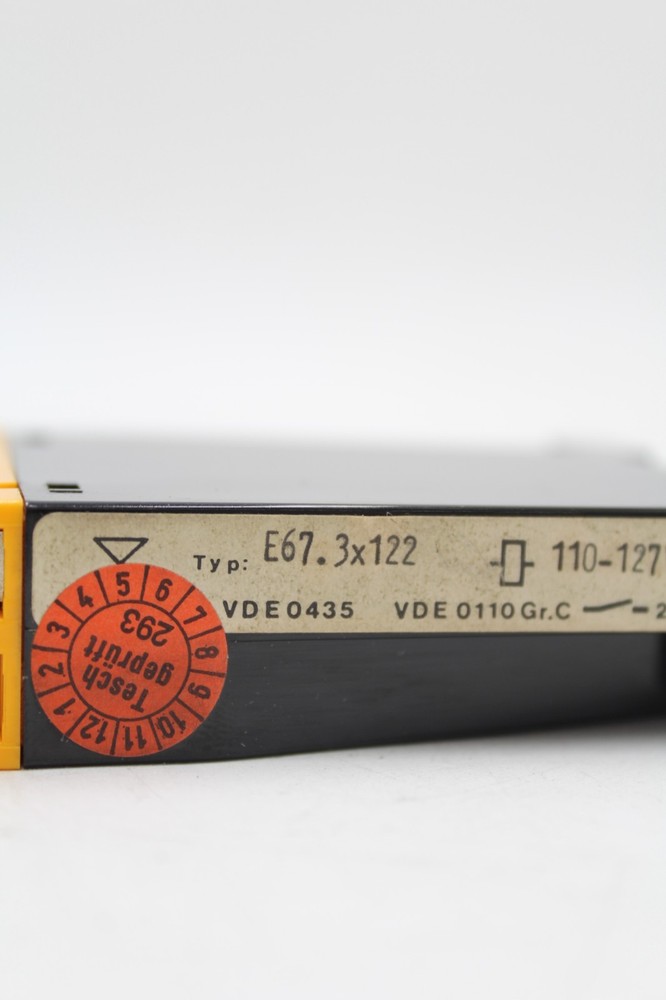 Typ: E67.3x122 110-127
VDE0435 VDE 0110 Gr.C 2
1 2 3 4 5 6 7 8 9 10 11 12
Tesch
geprüft
293